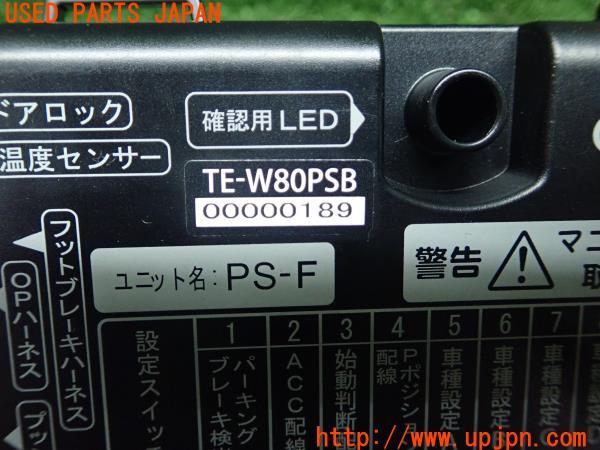 USED PARTS JAPAN
ドアロック
確認用LED
温度センサー
TE-W80PSB
00000189
フットブレーキハーネス
OPハーネス
ユニット名：PS-F
警告
設定スイッチ
1
パーキング
ブレーキ検
2
ACC配線
3
始動判断
4
Pポジショ
配線
5
車種設定
6
車種設定
7
車種設定
http://www.upjpn.com